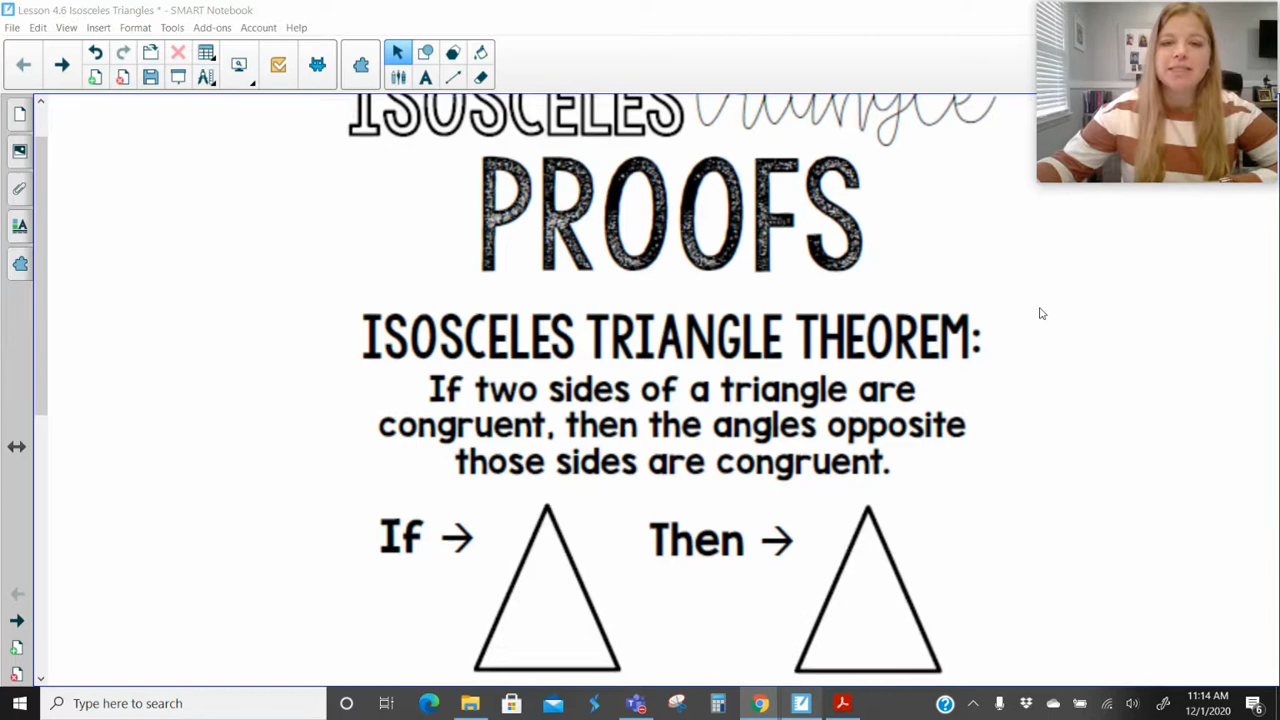 Lesson 4.6 Isosceles Triangles * - SMART Notebook
File Edit View Insert Format Tools Add-ons Account Help
ISOSCELES triangle
PROOFS
ISOSCELES TRIANGLE THEOREM:
If two sides of a triangle are
congruent, then the angles opposite
those sides are congruent.
If → Then →
Type here to search
11:14 AM
12/1/2020
6